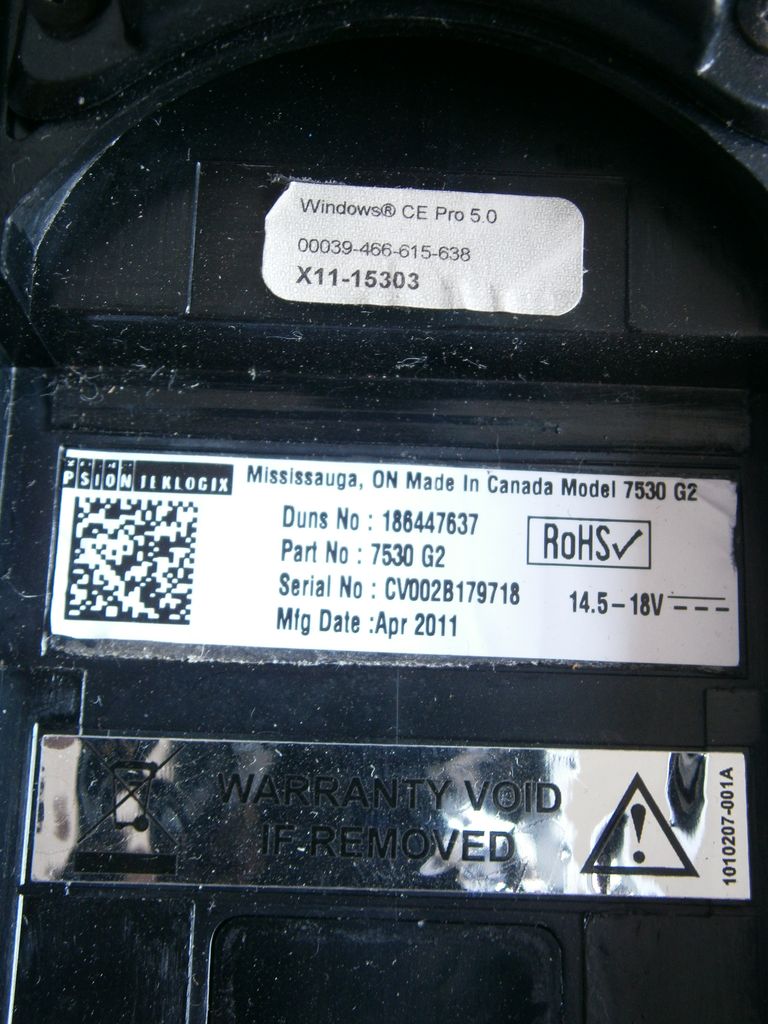 Windows® CE Pro 5.0
00039-466-615-638
X11-15303
PSION TEKLOGIX Mississauga, ON Made In Canada Model 7530 G2
Duns No : 186447637
Part No : 7530 G2
RoHS✓
Serial No : CV002B179718
14.5-18V
Mfg Date :Apr 2011
WARRANTY VOID
IF REMOVED
1010207-001A